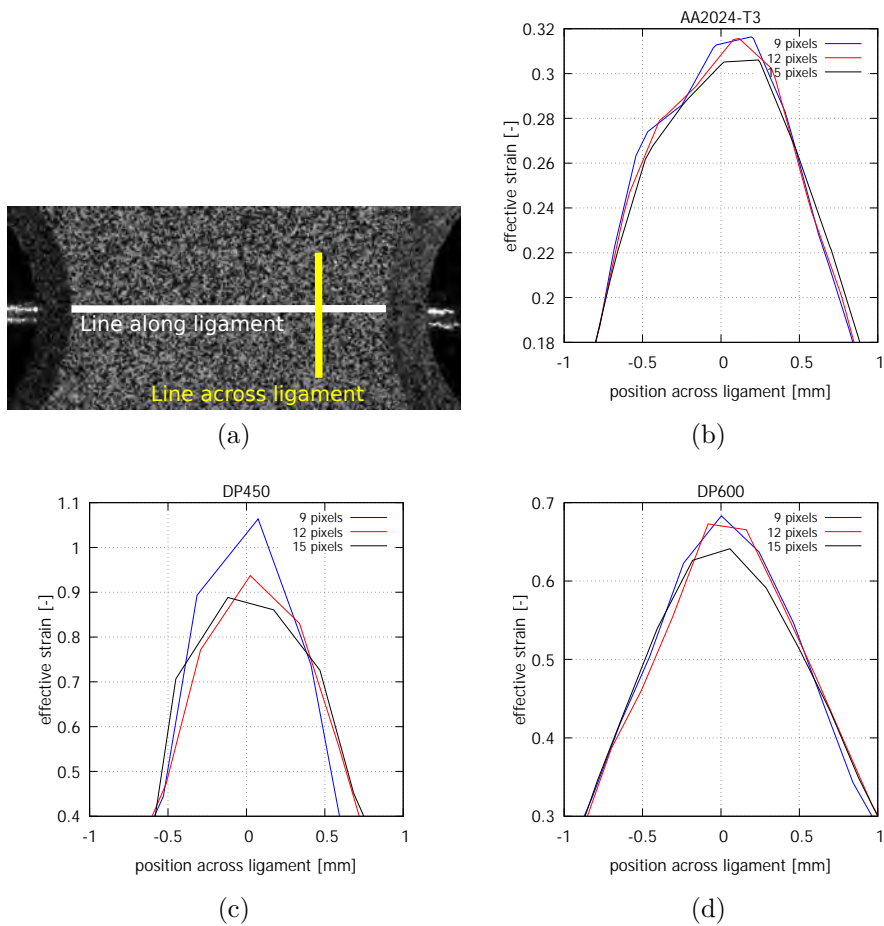 Line along ligament
Line across ligament
(a)
AA2024-T3
9 pixels
12 pixels
15 pixels
0.32
0.3
0.28
0.26
0.24
0.22
0.2
0.18
effective strain [-]
-1 -0.5 0 0.5 1
position across ligament [mm]
(b)
DP450
9 pixels
12 pixels
15 pixels
1.1
1
0.9
0.8
0.7
0.6
0.5
0.4
effective strain [-]
-1 -0.5 0 0.5 1
position across ligament [mm]
(c)
DP600
9 pixels
12 pixels
15 pixels
0.7
0.6
0.5
0.4
0.3
effective strain [-]
-1 -0.5 0 0.5 1
position across ligament [mm]
(d)